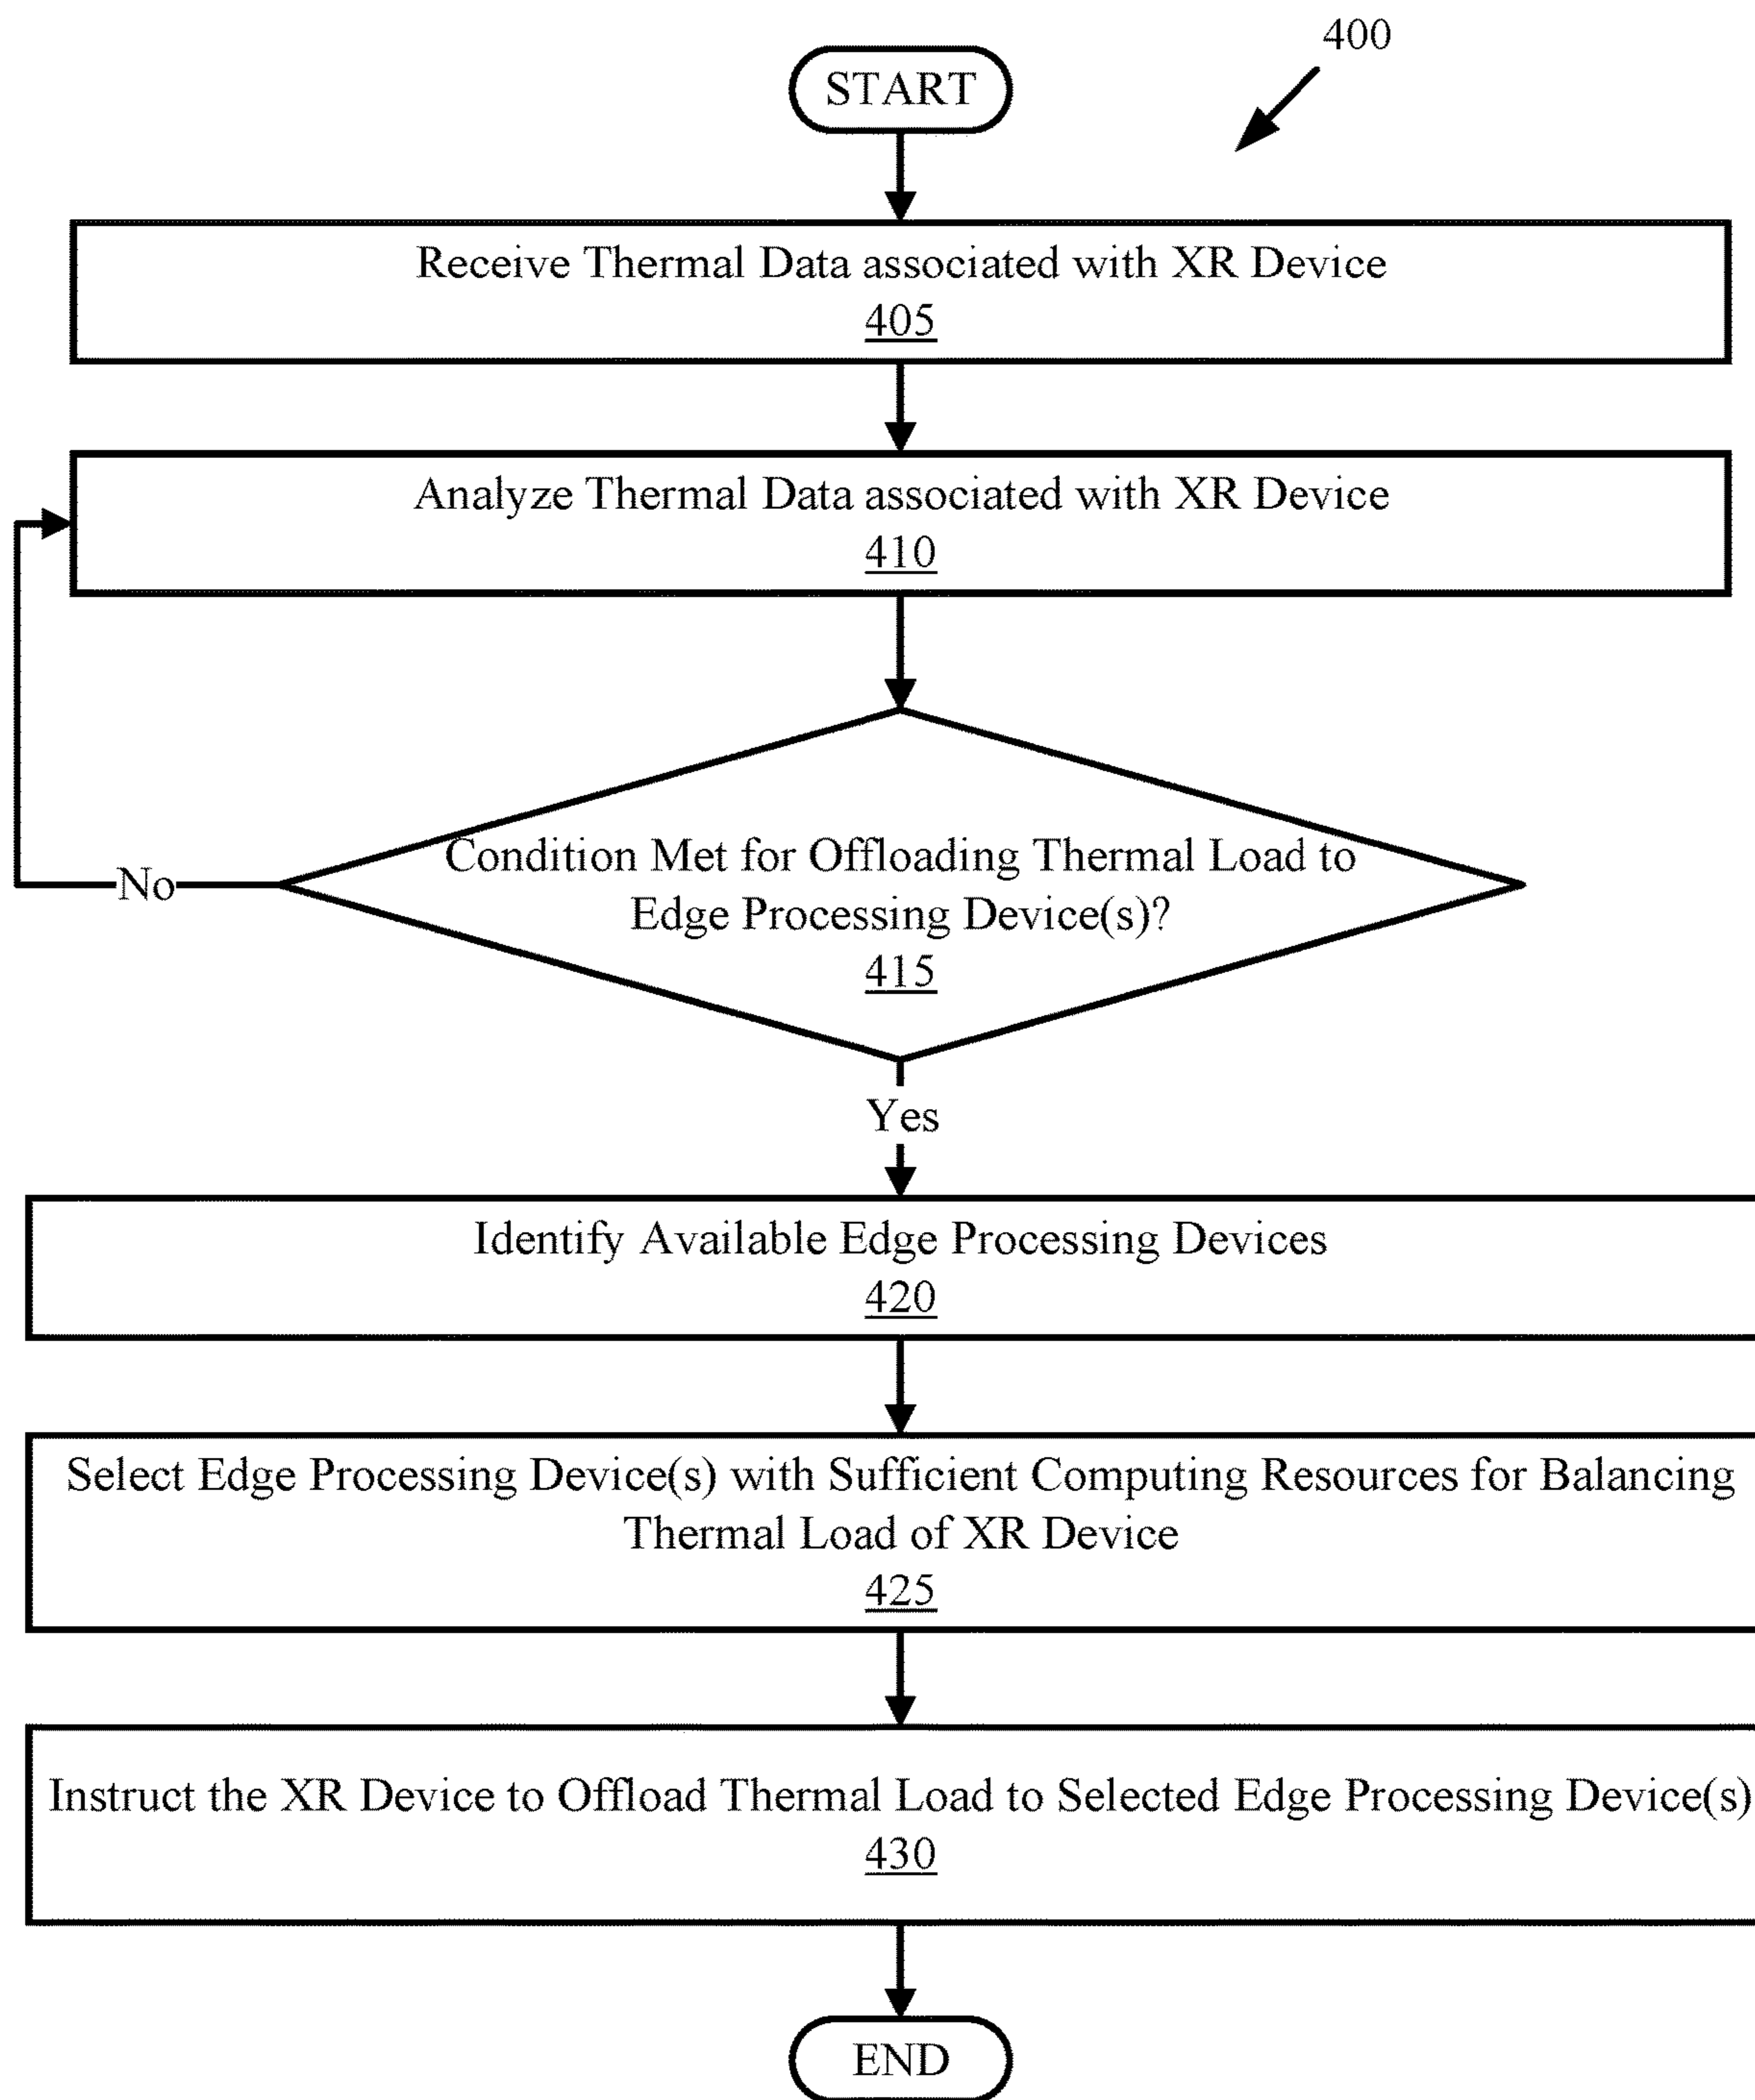 400
START
Receive Thermal Data associated with XR Device
405
Analyze Thermal Data associated with XR Device
410
Condition Met for Offloading Thermal Load to
Edge Processing Device(s)?
415
No
Yes
Identify Available Edge Processing Devices
420
Select Edge Processing Device(s) with Sufficient Computing Resources for Balancing
Thermal Load of XR Device
425
Instruct the XR Device to Offload Thermal Load to Selected Edge Processing Device(s)
430
END